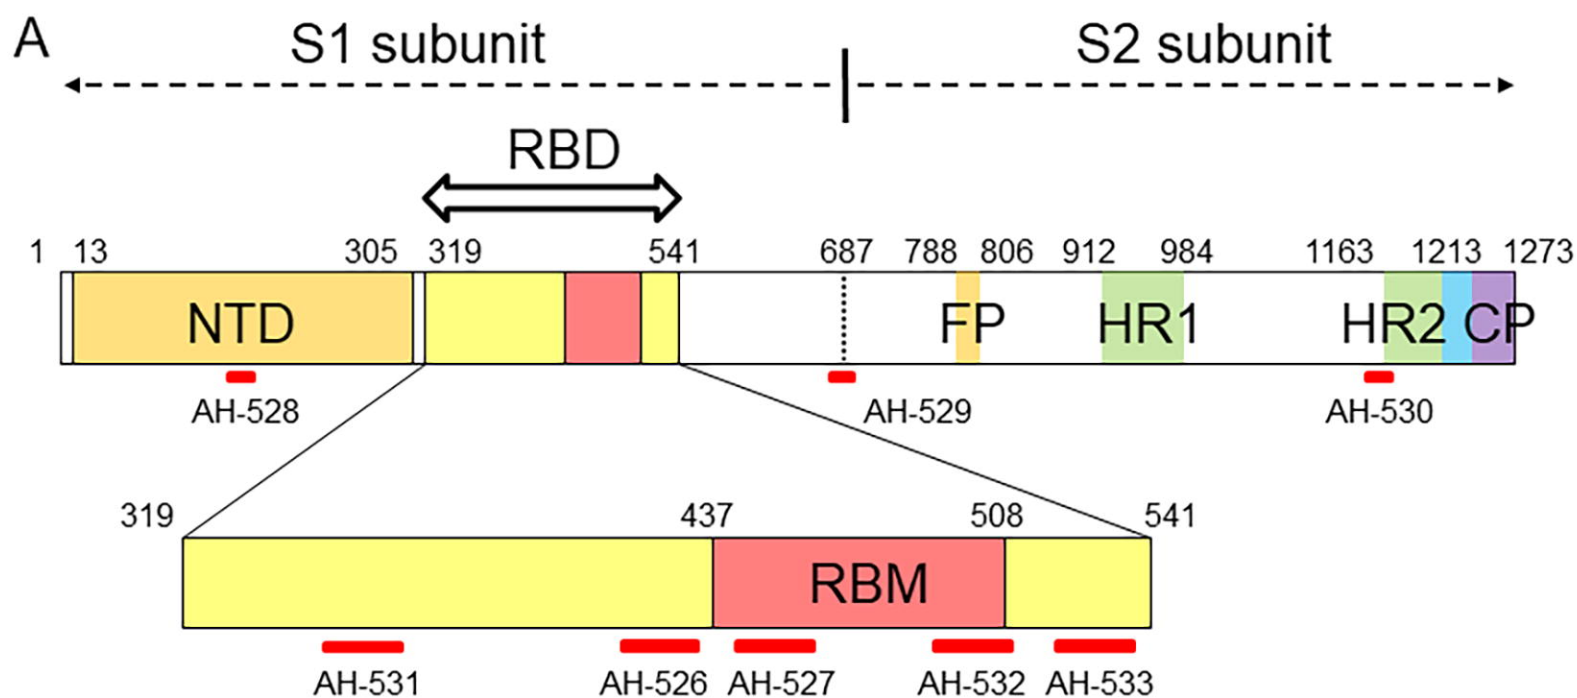 A
S1 subunit S2 subunit
RBD
1 13 305 319 541 687 788 806 912 984 1163 1213 1273
NTD FP HR1 HR2 CP
AH-528 AH-529 AH-530
319 437 508 541
RBM
AH-531 AH-526 AH-527 AH-532 AH-533